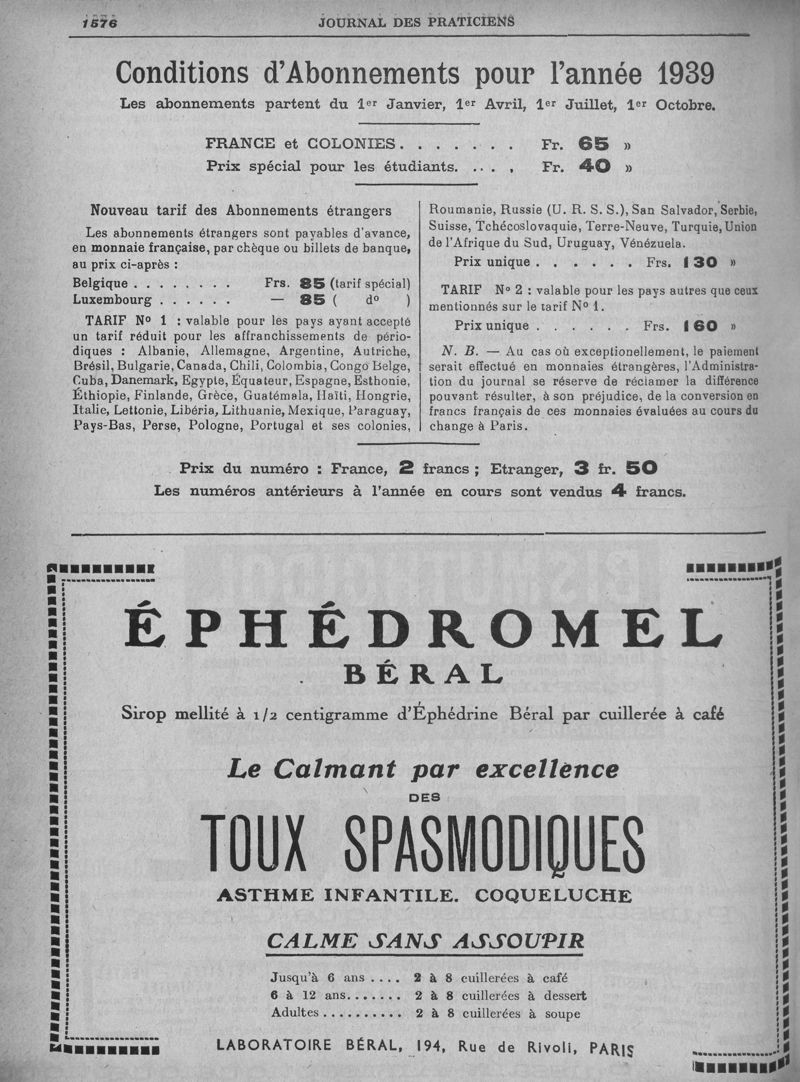 1576
JOURNAL DES PRATICIENS
Conditions d'Abonnements pour l'année 1939
Les abonnements partent du 1er Janvier, 1er Avril, 1er Juillet, 1er Octobre.
FRANCE et COLONIES. . . . . . . Fr. 65 »
Prix spécial pour les étudiants. . . . , Fr. 40 »
Nouveau tarif des Abonnements étrangers
Les abonnements étrangers sont payables d'avance,
en monnaie française, par chèque ou billets de banque,
au prix ci-après :
Belgique . . . . . . . . Frs. 85 (tarif spécial)
Luxembourg . . . . . . — 85 ( do )
TARIF No 1 : valable pour les pays ayant accepté
un tarif réduit pour les affranchissements de pério-
diques : Albanie, Allemagne, Argentine, Autriche,
Brésil, Bulgarie, Canada, Chili, Colombia, Congo Belge,
Cuba, Danemark, Egypte, Équateur, Espagne, Esthonie,
Éthiopie, Finlande, Grèce, Guatémala, Haïti, Hongrie,
Italie, Lettonie, Libéria, Lithuanie, Mexique, Paraguay,
Pays-Bas, Perse, Pologne, Portugal et ses colonies,
Roumanie, Russie (U. R. S. S.), San Salvador, Serbie,
Suisse, Tchécoslovaquie, Terre-Neuve, Turquie, Union
de l'Afrique du Sud, Uruguay, Vénézuela.
Prix unique . . . . . . Frs. 130 »
TARIF No 2 : valable pour les pays autres que ceux
mentionnés sur le tarif No 1.
Prix unique . . . . . . Frs. 160 »
N. B. — Au cas où exceptionellement, le paiement
serait effectué en monnaies étrangères, l'Administra-
tion du journal se réserve de réclamer la différence
pouvant résulter, à son préjudice, de la conversion en
francs français de ces monnaies évaluées au cours du
change à Paris.
Prix du numéro : France, 2 francs ; Etranger, 3 fr. 50
Les numéros antérieurs à l'année en cours sont vendus 4 francs.
ÉPHÉDROMEL
BÉRAL
Sirop mellité à 1/2 centigramme d'Éphédrine Béral par cuillerée à café
Le Calmant par excellence
DES
TOUX SPASMODIQUES
ASTHME INFANTILE. COQUELUCHE
CALME SANS ASSOUPIR
Jusqu'à 6 ans . . . . 2 à 8 cuillerées à café
6 à 12 ans. . . . . . . 2 à 8 cuillerées à dessert
Adultes . . . . . . . . . . 2 à 8 cuillerées à soupe
LABORATOIRE BÉRAL, 194, Rue de Rivoli, PARIS